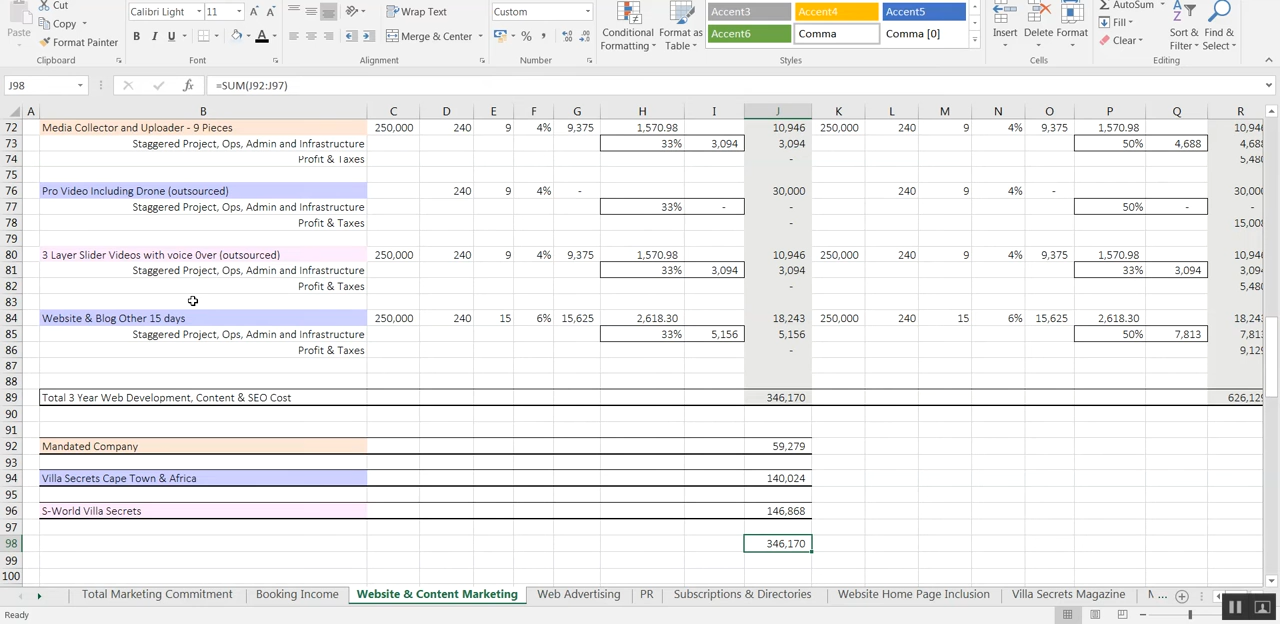 Cut
Calibri Light 11 Wrap Text Custom Accent3 Accent4 Accent5 AutoSum
Paste Copy Conditional Format as Insert Delete Format Fill Sort & Find &
Format Painter B I U A Merge & Center % , Formatting Table Accent6 Comma Comma [0] Clear Filter Select
Clipboard Font Alignment Number Styles Cells Editing
J98 fx =SUM(J92:J97)
A B C D E F G H I J K L M N O P Q R
72 Media Collector and Uploader - 9 Pieces 250,000 240 9 4% 9,375 1,570.98 10,946 250,000 240 9 4% 9,375 1,570.98 10,946
73 Staggered Project, Ops, Admin and Infrastructure 33% 3,094 3,094 50% 4,688 4,688
74 Profit & Taxes - 5,480
75
76 Pro Video Including Drone (outsourced) 240 9 4% - 30,000 240 9 4% - 30,000
77 Staggered Project, Ops, Admin and Infrastructure 33% - - 50% - -
78 Profit & Taxes - 15,008
79
80 3 Layer Slider Videos with voice 0ver (outsourced) 250,000 240 9 4% 9,375 1,570.98 10,946 250,000 240 9 4% 9,375 1,570.98 10,946
81 Staggered Project, Ops, Admin and Infrastructure 33% 3,094 3,094 33% 3,094 3,094
82 Profit & Taxes - 5,480
83
84 Website & Blog Other 15 days 250,000 240 15 6% 15,625 2,618.30 18,243 250,000 240 15 6% 15,625 2,618.30 18,243
85 Staggered Project, Ops, Admin and Infrastructure 33% 5,156 5,156 50% 7,813 7,813
86 Profit & Taxes - 9,129
87
88
89 Total 3 Year Web Development, Content & SEO Cost 346,170 626,129
90
91
92 Mandated Company 59,279
93
94 Villa Secrets Cape Town & Africa 140,024
95
96 S-World Villa Secrets 146,868
97
98 346,170
99
100
Total Marketing Commitment Booking Income Website & Content Marketing Web Advertising PR Subscriptions & Directories Website Home Page Inclusion Villa Secrets Magazine M ...
Ready